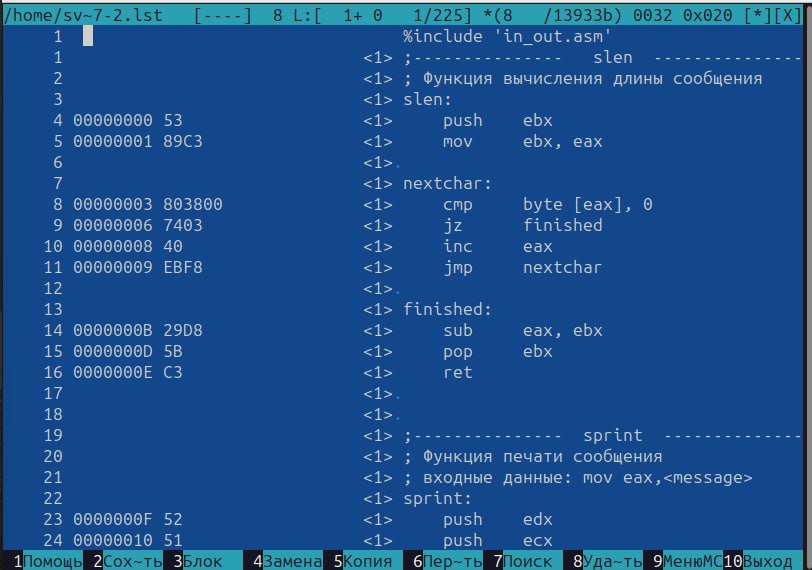 /home/sv~7-2.lst   [----]  8 L:[  1+ 0   1/225] *(8   /13933b) 0032 0x020 [*][X]
     1                                  %include 'in_out.asm'
     1                              <1> ;---------------   slen  ---------------
     2                              <1> ; Функция вычисления длины сообщения
     3                              <1> slen:
     4 00000000 53                  <1>     push    ebx
     5 00000001 89C3                <1>     mov     ebx, eax
     6                              <1>.
     7                              <1> nextchar:
     8 00000003 803800              <1>     cmp     byte [eax], 0
     9 00000006 7403                <1>     jz      finished
    10 00000008 40                  <1>     inc     eax
    11 00000009 EBF8                <1>     jmp     nextchar
    12                              <1>.
    13                              <1> finished:
    14 0000000B 29D8                <1>     sub     eax, ebx
    15 0000000D 5B                  <1>     pop     ebx
    16 0000000E C3                  <1>     ret
    17                              <1>.
    18                              <1>.
    19                              <1> ;---------------  sprint  --------------
    20                              <1> ; Функция печати сообщения
    21                              <1> ; входные данные: mov eax,<message>
    22                              <1> sprint:
    23 0000000F 52                  <1>     push    edx
    24 00000010 51                  <1>     push    ecx
1Помощь 2Сох~ть 3Блок 4Замена 5Копия 6Пер~ть 7Поиск 8Уда~ть 9МенюMC 10Выход